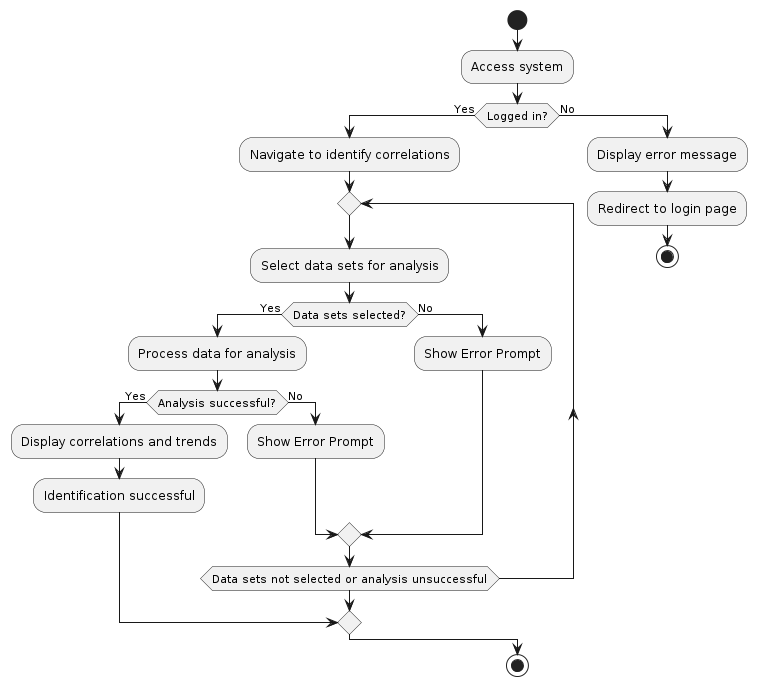 Access system
Yes
Logged in?
No
Navigate to identify correlations
Display error message
Redirect to login page
Select data sets for analysis
Yes
Data sets selected?
No
Process data for analysis
Show Error Prompt
Yes
Analysis successful?
No
Display correlations and trends
Show Error Prompt
Identification successful
Data sets not selected or analysis unsuccessful